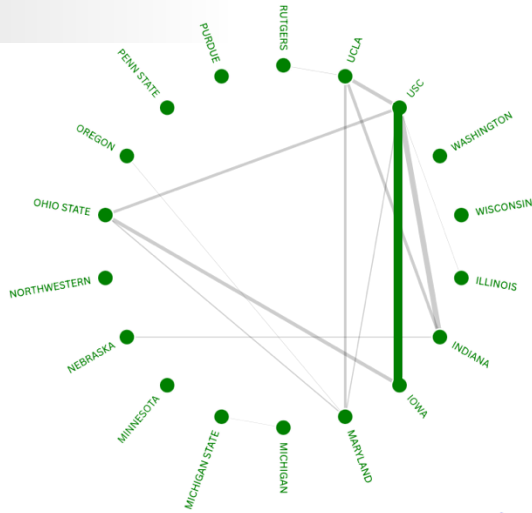 RUTGERS
UCLA
USC
WASHINGTON
WISCONSIN
ILLINOIS
INDIANA
IOWA
MARYLAND
MICHIGAN
MICHIGAN STATE
MINNESOTA
NEBRASKA
NORTHWESTERN
OHIO STATE
OREGON
PENN STATE
PURDUE